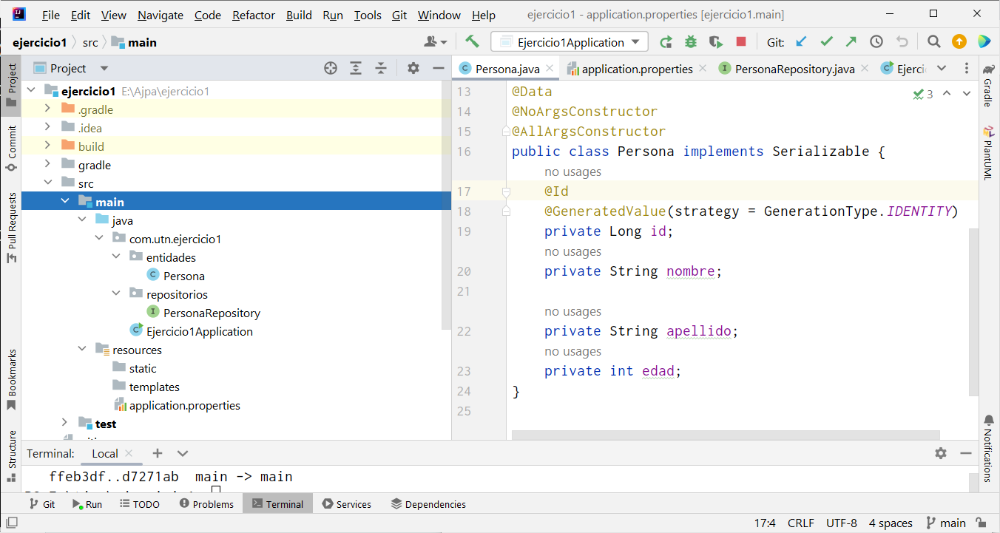 File Edit View Navigate Code Refactor Build Run Tools Git Window Help ejercicio1 - application.properties [ejercicio1.main]
ejercicio1 src main Ejercicio1Application Git:
Project
Persona.java application.properties PersonaRepository.java Ejerci
Project
Commit
Pull Requests
Bookmarks
Structure
ejercicio1 E:\Ajpa\ejercicio1
.gradle
.idea
build
gradle
src
main
java
com.utn.ejercicio1
entidades
Persona
repositorios
PersonaRepository
Ejercicio1Application
resources
static
templates
application.properties
test
13 @Data
14 @NoArgsConstructor
15 @AllArgsConstructor
16 public class Persona implements Serializable {
no usages
17 @Id
18 @GeneratedValue(strategy = GenerationType.IDENTITY)
19 private Long id;
no usages
20 private String nombre;
21
no usages
22 private String apellido;
no usages
23 private int edad;
24 }
25
3
Gradle
PlantUML
Notifications
Terminal: Local
ffeb3df..d7271ab main -> main
Git Run TODO Problems Terminal Services Dependencies
17:4 CRLF UTF-8 4 spaces main